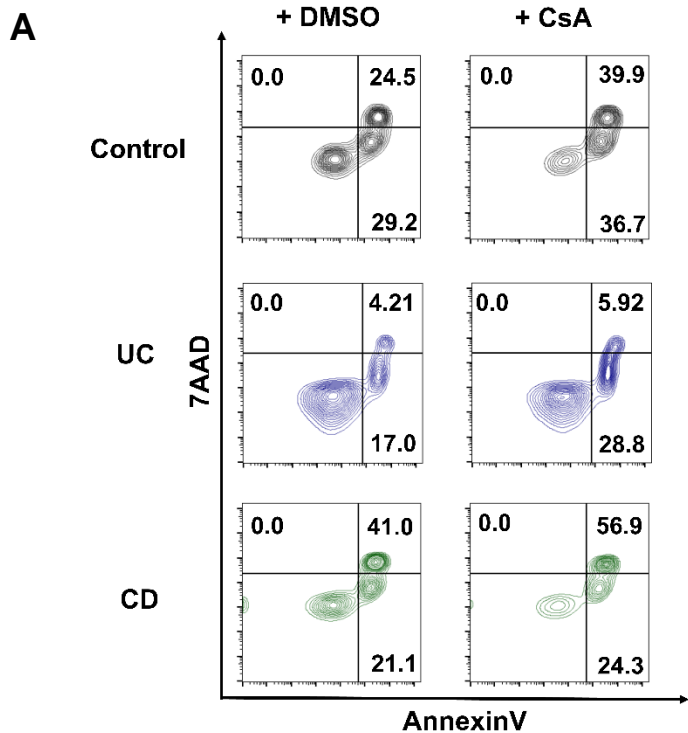 A
+ DMSO
+ CsA
Control
0.0
24.5
29.2
0.0
39.9
36.7
UC
0.0
4.21
17.0
0.0
5.92
28.8
CD
0.0
41.0
21.1
0.0
56.9
24.3
7AAD
AnnexinV